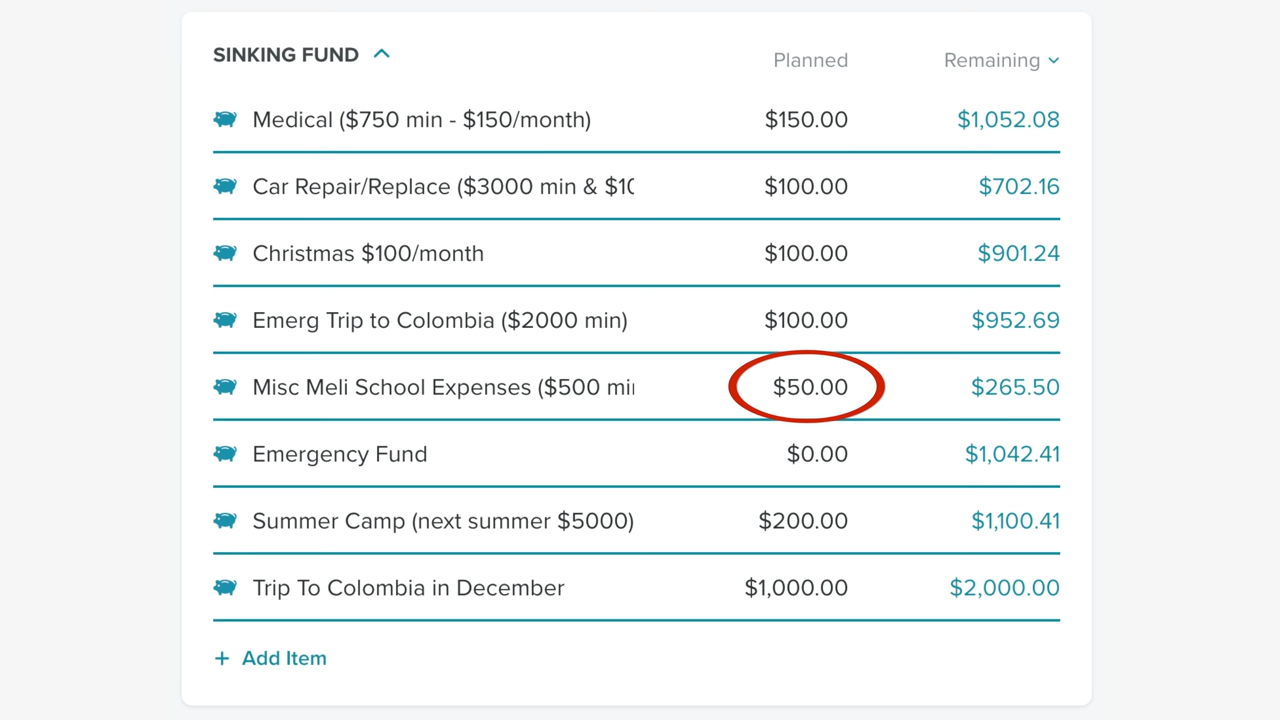 SINKING FUND Planned Remaining
Medical ($750 min - $150/month) $150.00 $1,052.08
Car Repair/Replace ($3000 min & $10 $100.00 $702.16
Christmas $100/month $100.00 $901.24
Emerg Trip to Colombia ($2000 min) $100.00 $952.69
Misc Meli School Expenses ($500 min $50.00 $265.50
Emergency Fund $0.00 $1,042.41
Summer Camp (next summer $5000) $200.00 $1,100.41
Trip To Colombia in December $1,000.00 $2,000.00
+ Add Item